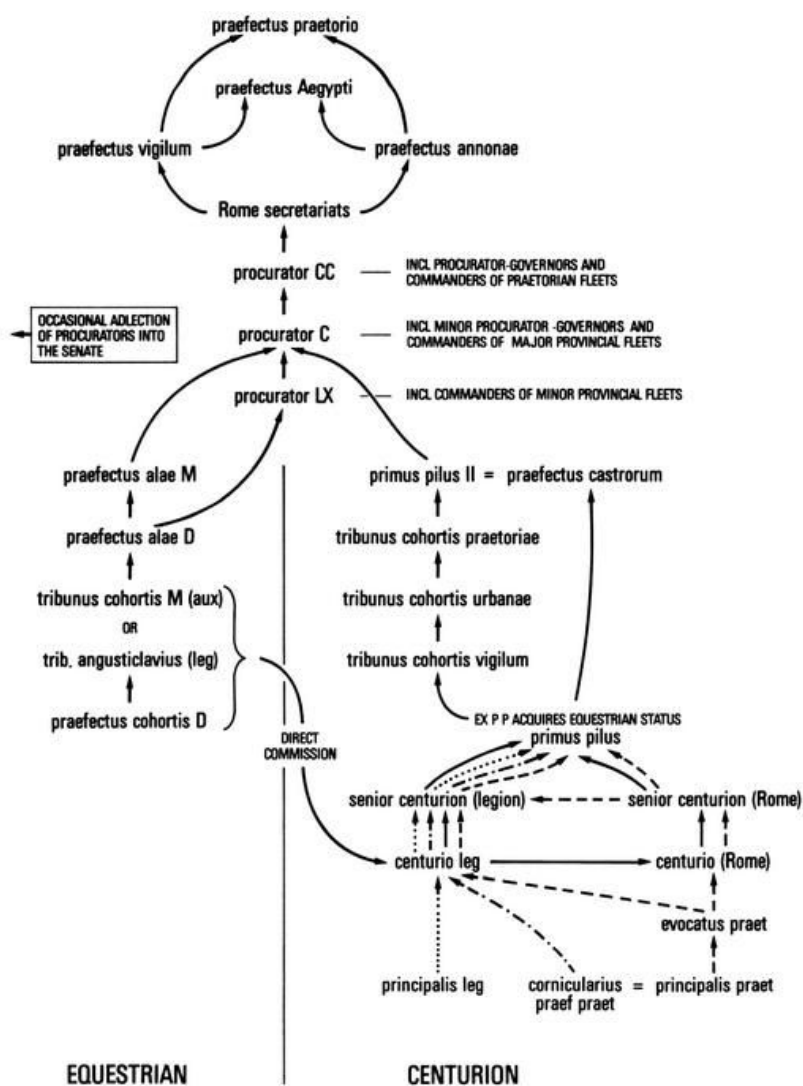 praefectus praetorio
praefectus Aegypti
praefectus vigilum
praefectus annonae
Rome secretariats
procurator CC
INCL PROCURATOR-GOVERNORS AND
COMMANDERS OF PRAETORIAN FLEETS
OCCASIONAL ADLECTION
OF PROCURATORS INTO
THE SENATE
procurator C
INCL MINOR PROCURATOR -GOVERNORS AND
COMMANDERS OF MAJOR PROVINCIAL FLEETS
procurator LX
INCL COMMANDERS OF MINOR PROVINCIAL FLEETS
praefectus alae M
primus pilus II = praefectus castrorum
praefectus alae D
tribunus cohortis praetoriae
tribunus cohortis M (aux)
OR
tribunus cohortis urbanae
trib. angusticlavius (leg)
tribunus cohortis vigilum
praefectus cohortis D
EX P P ACQUIRES EQUESTRIAN STATUS
primus pilus
DIRECT
COMMISSION
senior centurion (legion)
senior centurion (Rome)
centurio leg
centurio (Rome)
evocatus praet
principalis leg
cornicularius = principalis praet
praef praet
EQUESTRIAN
CENTURION